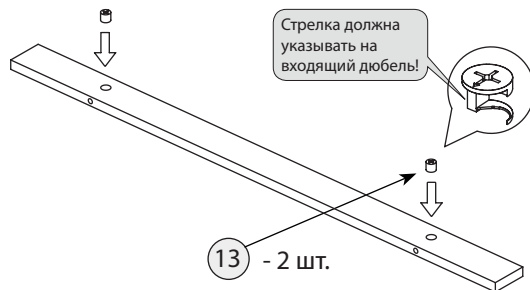 Стрелка должна
указывать на
входящий дюбель!
13 - 2 шт.